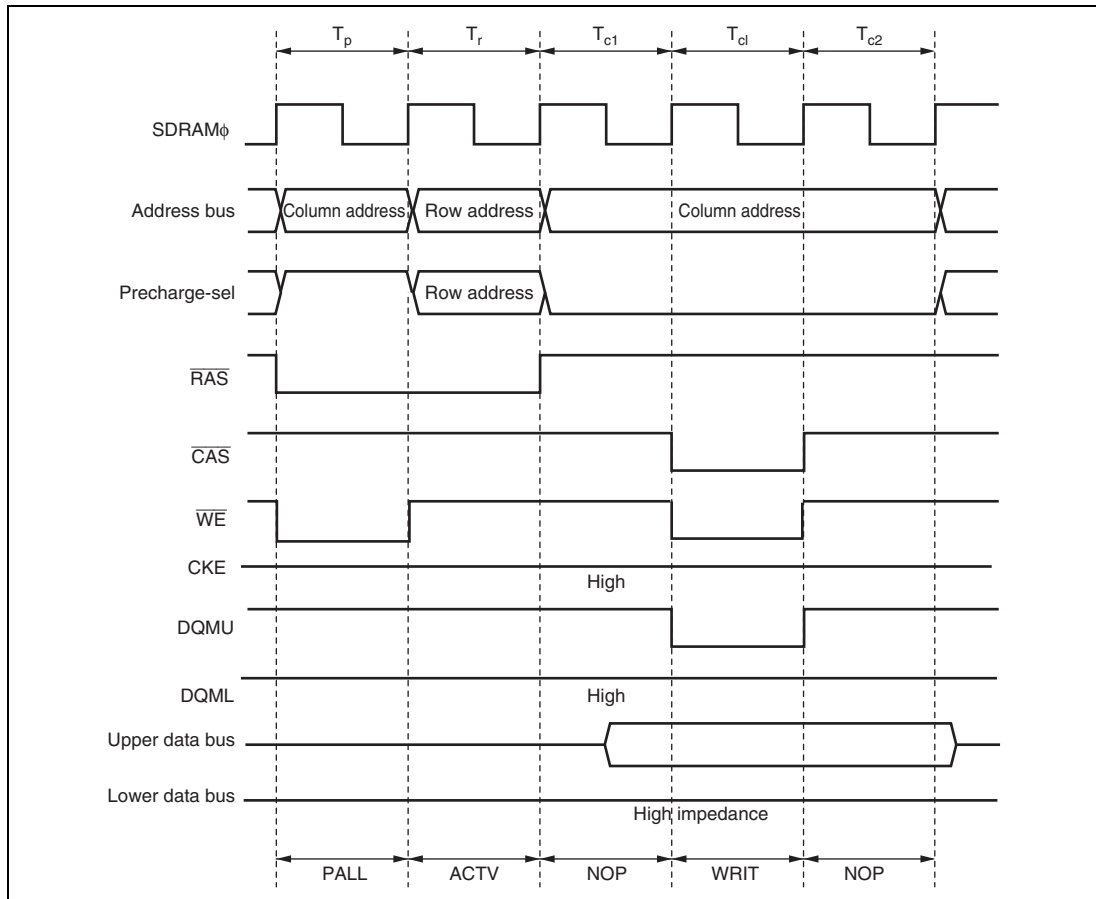 Tp Tr Tc1 Tcl Tc2
SDRAMϕ
Address bus Column address Row address Column address
Precharge-sel Row address
RAS
CAS
WE
CKE
High
DQMU
DQML High
Upper data bus
Lower data bus
High impedance
PALL ACTV NOP WRIT NOP